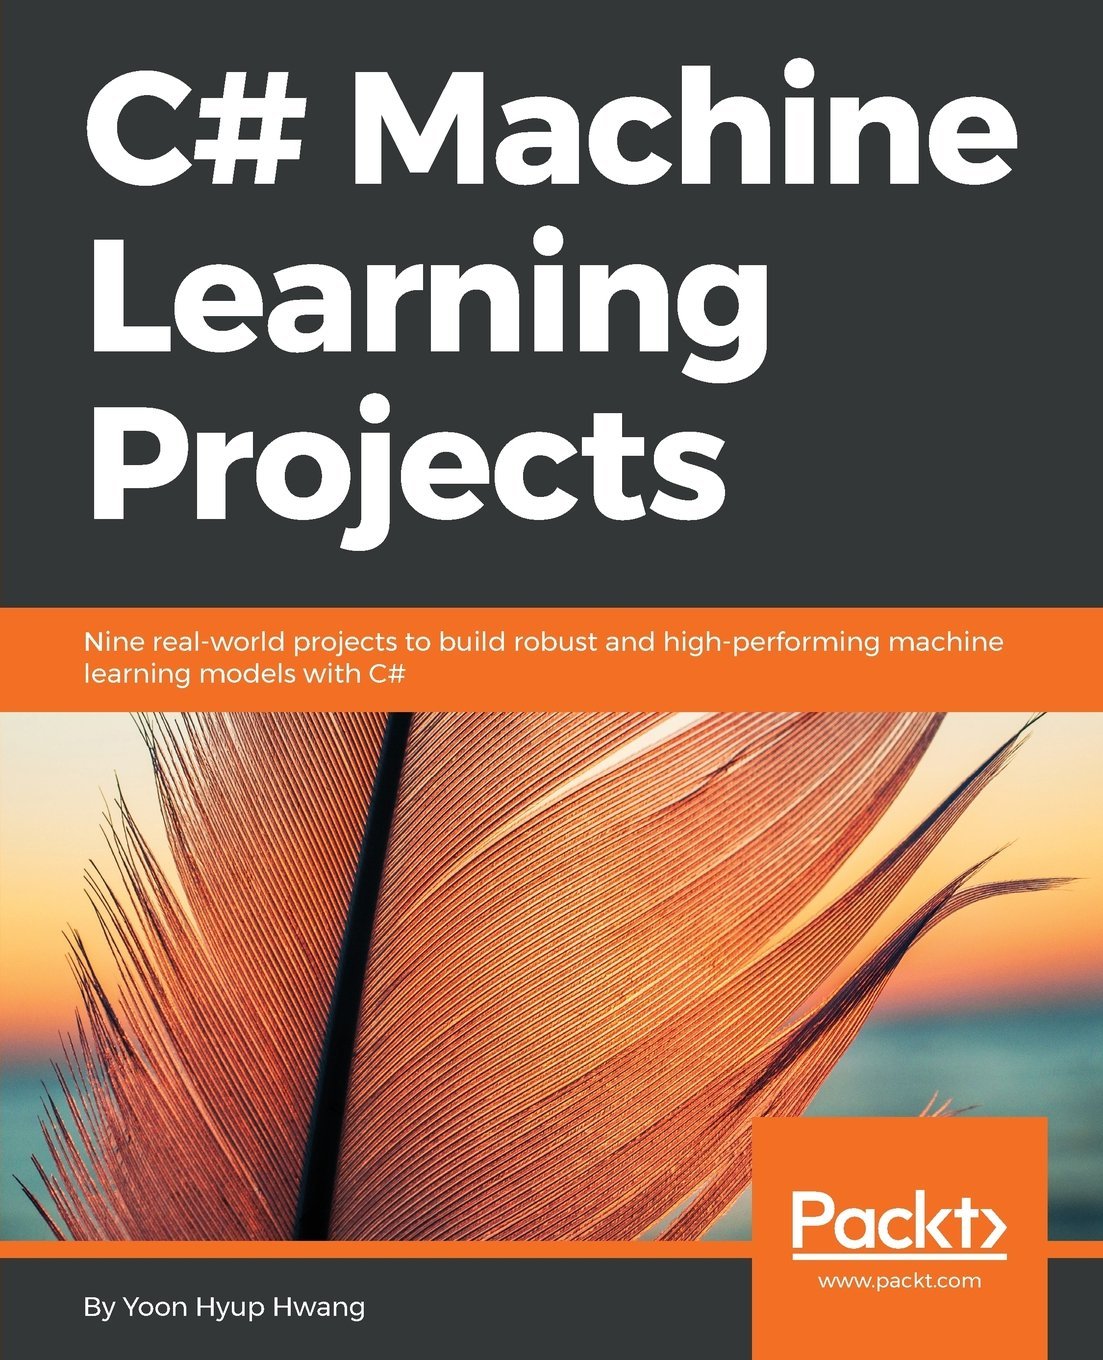 C# Machine
Learning
Projects
Nine real-world projects to build robust and high-performing machine
learning models with C#
Packt>
www.packt.com
By Yoon Hyup Hwang